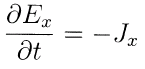 ∂E_x/∂t = −J_x